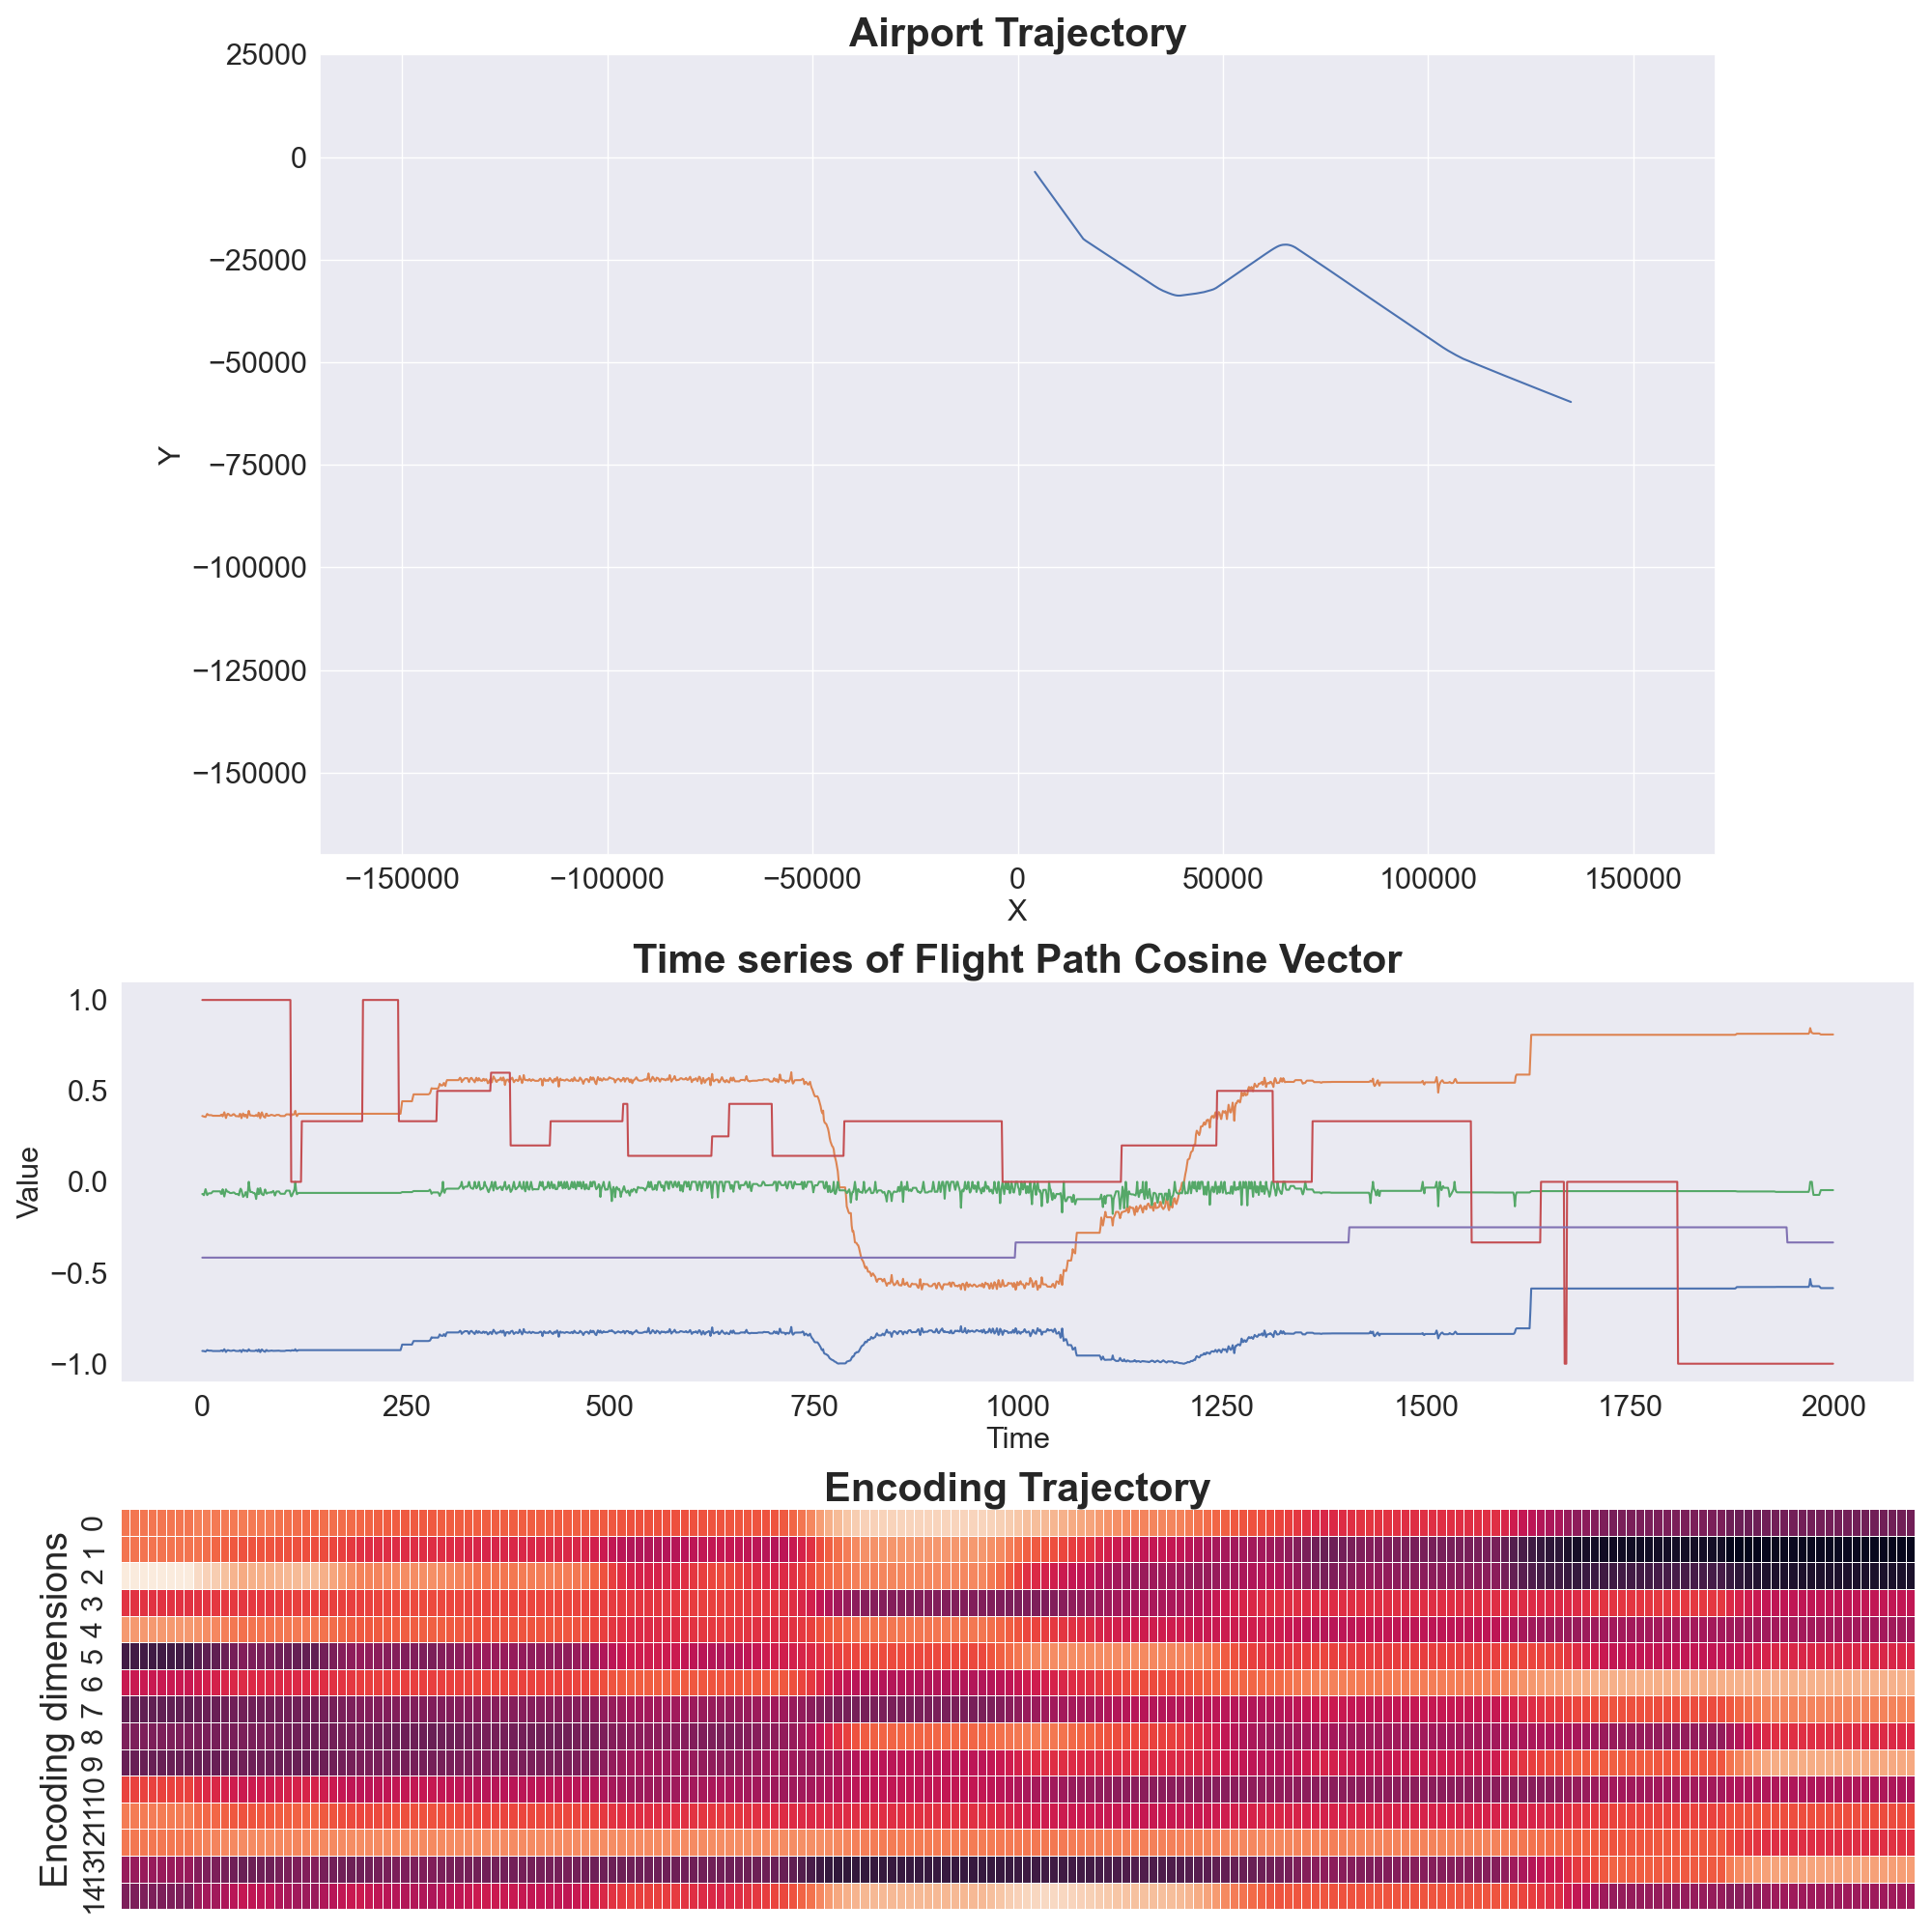 Airport Trajectory
25000
0
−25000
−50000
−75000
−100000
−125000
−150000
Y
−150000 −100000 −50000 0 50000 100000 150000
X
Time series of Flight Path Cosine Vector
1.0
0.5
0.0
−0.5
−1.0
Value
0 250 500 750 1000 1250 1500 1750 2000
Time
Encoding Trajectory
0
1
2
3
4
5
6
7
8
9
10
11
12
13
14
Encoding dimensions